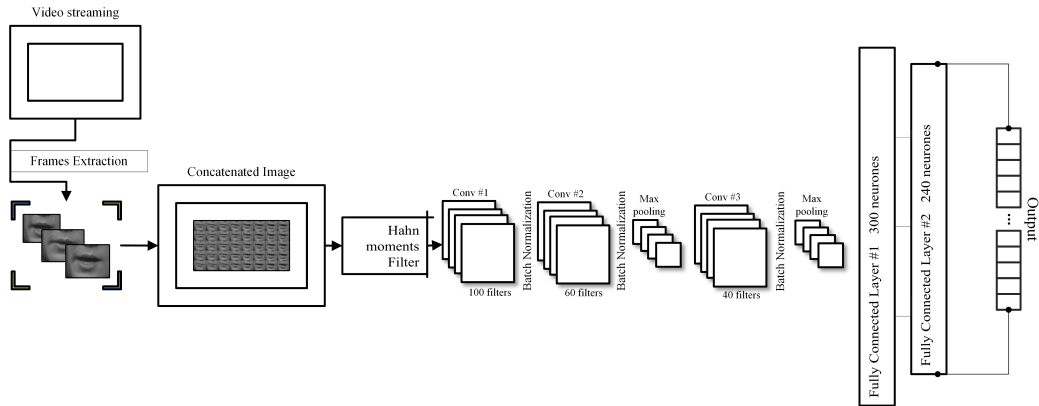 Video streaming
Frames Extraction
Concatenated Image
Hahn
moments
Filter
Conv #1
100 filters
Batch Normalization
Conv #2
60 filters
Batch Normalization
Max
pooling
Conv #3
40 filters
Batch Normalization
Max
pooling
Fully Connected Layer #1 300 neurones
Fully Connected Layer #2 240 neurones
...
Output